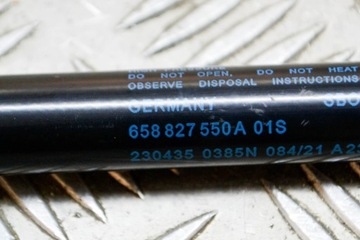 DO NOT OPEN, DO NOT HEAT
OBSERVE DISPOSAL INSTRUCTIONS
GERMANY
658 827 550A 01S
230435 0385N 084/21 A